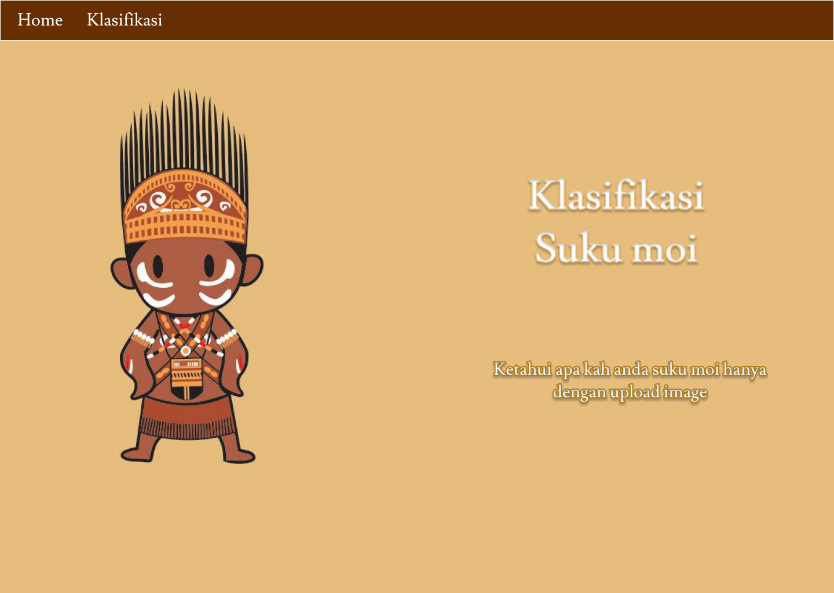 Home Klasifikasi
Klasifikasi
Suku moi
Ketahui apa kah anda suku moi hanya
dengan upload image